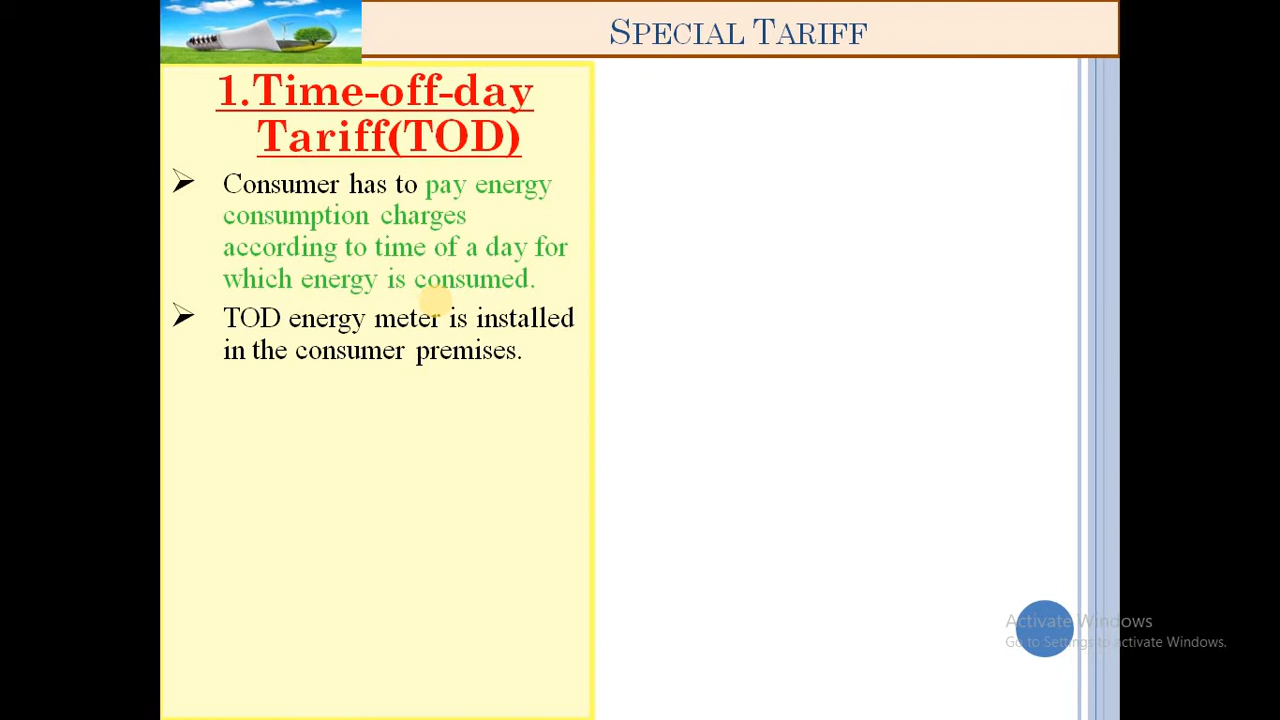 SPECIAL TARIFF
1.Time-off-day
Tariff(TOD)
Consumer has to pay energy
consumption charges
according to time of a day for
which energy is consumed.
TOD energy meter is installed
in the consumer premises.
Activate Windows
Go to Settings to activate Windows.